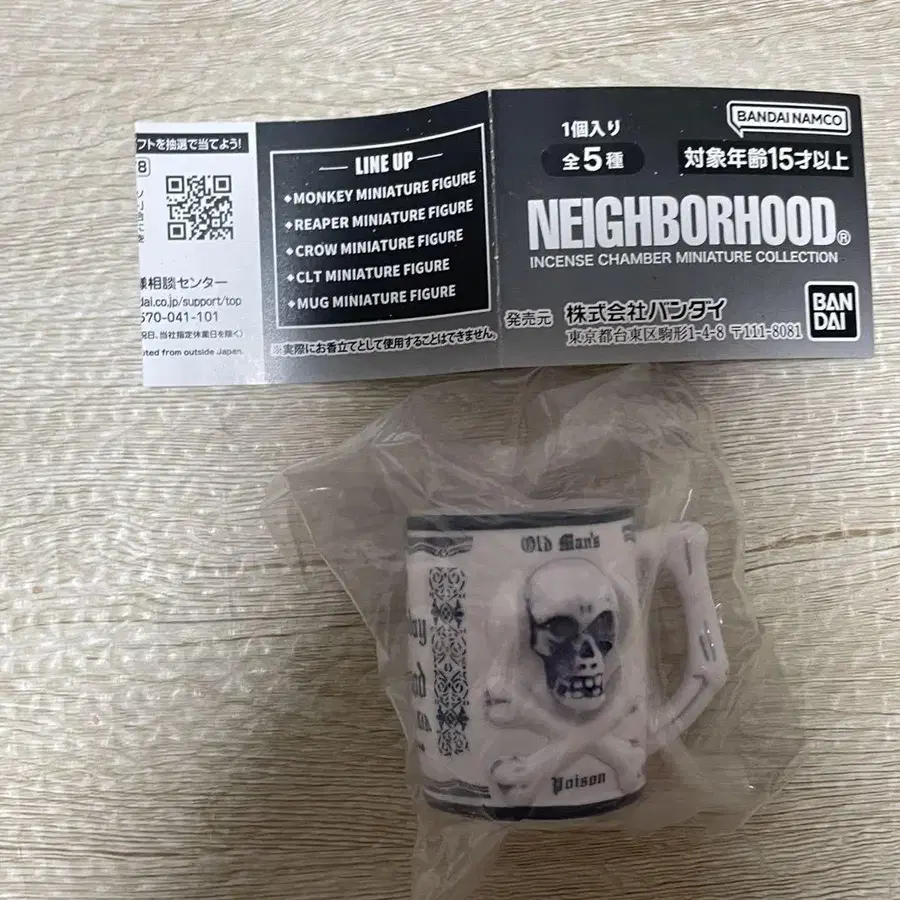 フトを抽選で当てよう!
8
様相談センター
dai.co.jp/support/top
570-041-101
祝日、当社指定休業日を除く)
uted from outside Japan.
LINE UP
◆MONKEY MINIATURE FIGURE
◆REAPER MINIATURE FIGURE
◆CROW MINIATURE FIGURE
◆CLT MINIATURE FIGURE
◆MUG MINIATURE FIGURE
※実際にお香立てとして使用することはできません。
1個入り
全5種
BANDAI NAMCO
対象年齢15才以上
NEIGHBORHOOD®
INCENSE CHAMBER MINIATURE COLLECTION
発売元 株式会社バンダイ
東京都台東区駒形1-4-8 〒111-8081
BAN
DAI
Old Man's
Poison